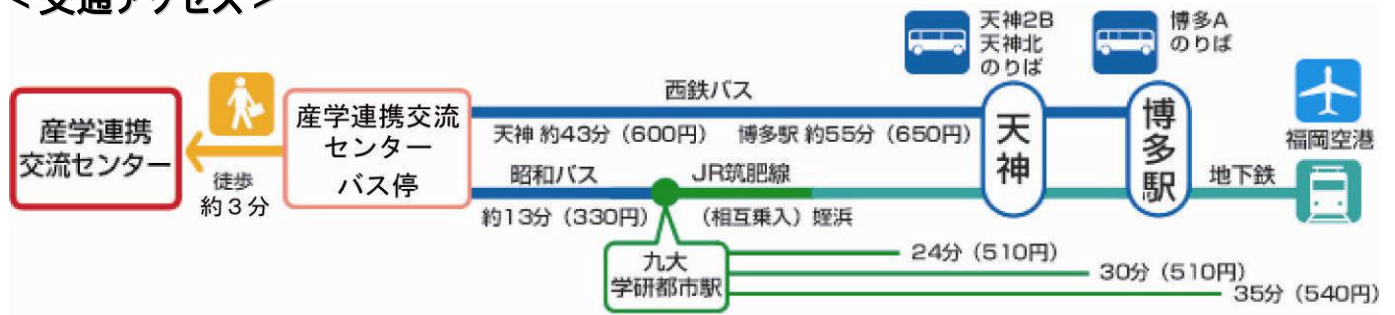 <交通アクセス>
天神2B
天神北
のりば
博多A
のりば
産学連携
交流センター
徒歩
約3分
産学連携交流
センター
バス停
西鉄バス
天神 約43分（600円）
博多駅 約55分（650円）
昭和バス
約13分（330円）
JR筑肥線
（相互乗入）姪浜
天神
博多駅
地下鉄
福岡空港
九大
学研都市駅
24分（510円）
30分（510円）
35分（540円）